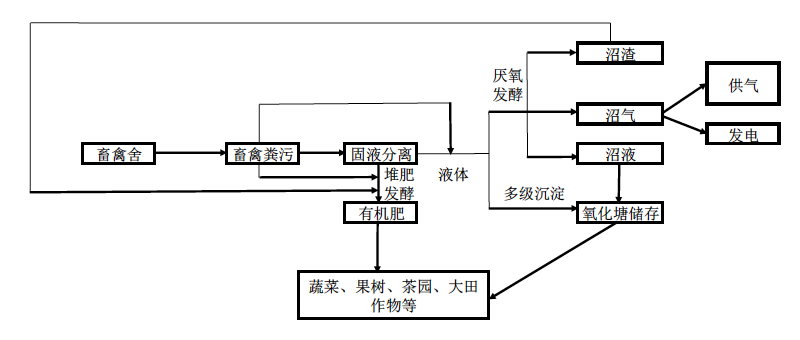 沼渣
厌氧
发酵
供气
沼气
发电
畜禽舍
畜禽粪污
固液分离
沼液
堆肥
发酵
液体
多级沉淀
有机肥
氧化塘储存
蔬菜、果树、茶园、大田
作物等